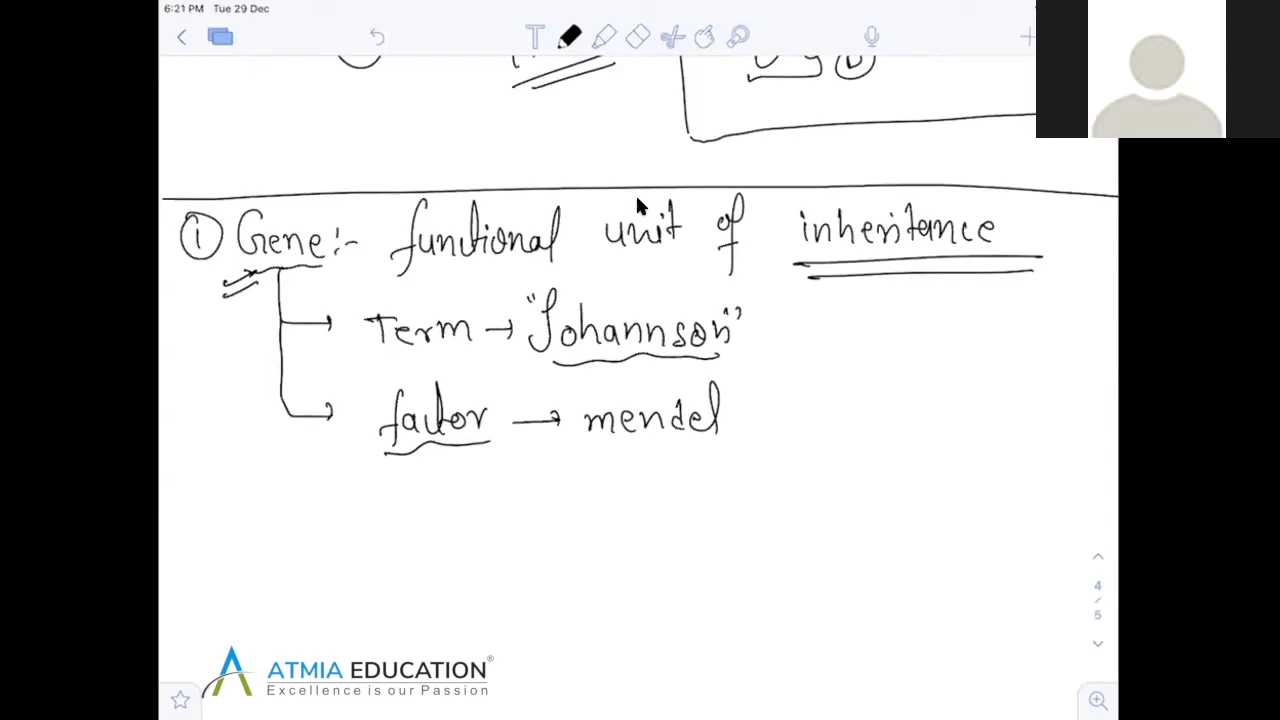 6:21 PM Tue 29 Dec
① Gene:- functional unit of inheritance
Term → "Johannson"
factor → mendel
4
5
ATMIA EDUCATION®
Excellence is our Passion